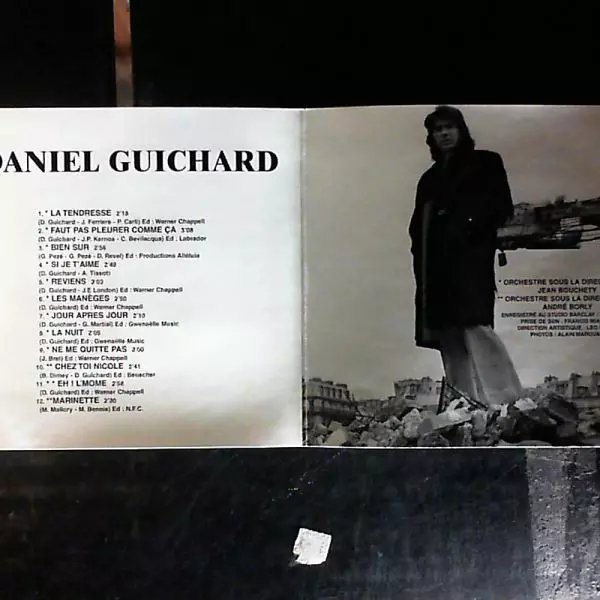 DANIEL GUICHARD
1. * LA TENDRESSE 2'18
(D. Guichard - J. Ferriere - P. Carli) Ed : Warner Chappell
2. * FAUT PAS PLEURER COMME ÇA 3'08
(D. Guichard - J.P. Kernoa - C. Bevilacqua) Ed : Labrador
3. * BIEN SUR 2'56
(G. Pezé - G. Pezé - D. Revel) Ed : Productions Alléluia
4. * SI JE T'AIME 2'49
(D. Guichard - A. Tissot)
5. * REVIENS 2'03
(D. Guichard - J.E London) Ed : Warner Chappell
6. * LES MANÈGES 2'50
(D. Guichard) Ed : Warner Chappell
7. * JOUR APRES JOUR 2'10
(D. Guichard - G. Martial) Ed : Gwenaëlle Music
8. * LA NUIT 2'05
(D. Guichard) Ed : Gwenaëlle Music
9. * NE ME QUITTE PAS
(J. Brel) Ed : Warner Chappell
10. ** CHEZ TOI NICOLE 2'41
(B. Dimey - D. Guichard) Ed :
11. * * EH ! L'MOME 2'58
(D. Guichard) Ed : Warner Chappell
12. **MARINETTE 2'30
(M. Mallory - M. Bennis) Ed : N.F.C.
* ORCHESTRE SOUS LA DIRE
JEAN BOUCHETY
** ORCHESTRE SOUS LA DIRE
ANDRÉ BORLY
ENREGISTRÉ AU STUDIO BARCLAY
PRISE DE SON : FRANCIS
DIRECTION ARTISTIQUE : LEO
PHOTOS : ALAIN